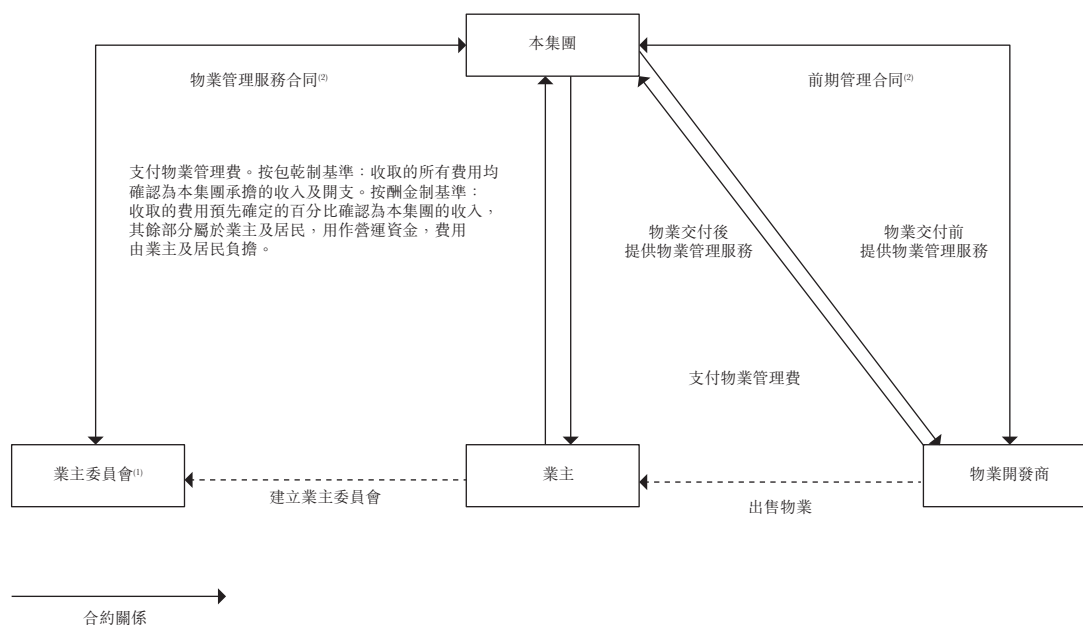 本集團
物業管理服務合同(2)
前期管理合同(2)
支付物業管理費。按包乾制基準：收取的所有費用均
確認為本集團承擔的收入及開支。按酬金制基準：
收取的費用預先確定的百分比確認為本集團的收入，
其餘部分屬於業主及居民，用作營運資金，費用
由業主及居民負擔。
物業交付後
提供物業管理服務
物業交付前
提供物業管理服務
支付物業管理費
業主委員會(1)
業主
物業開發商
建立業主委員會
出售物業
合約關係